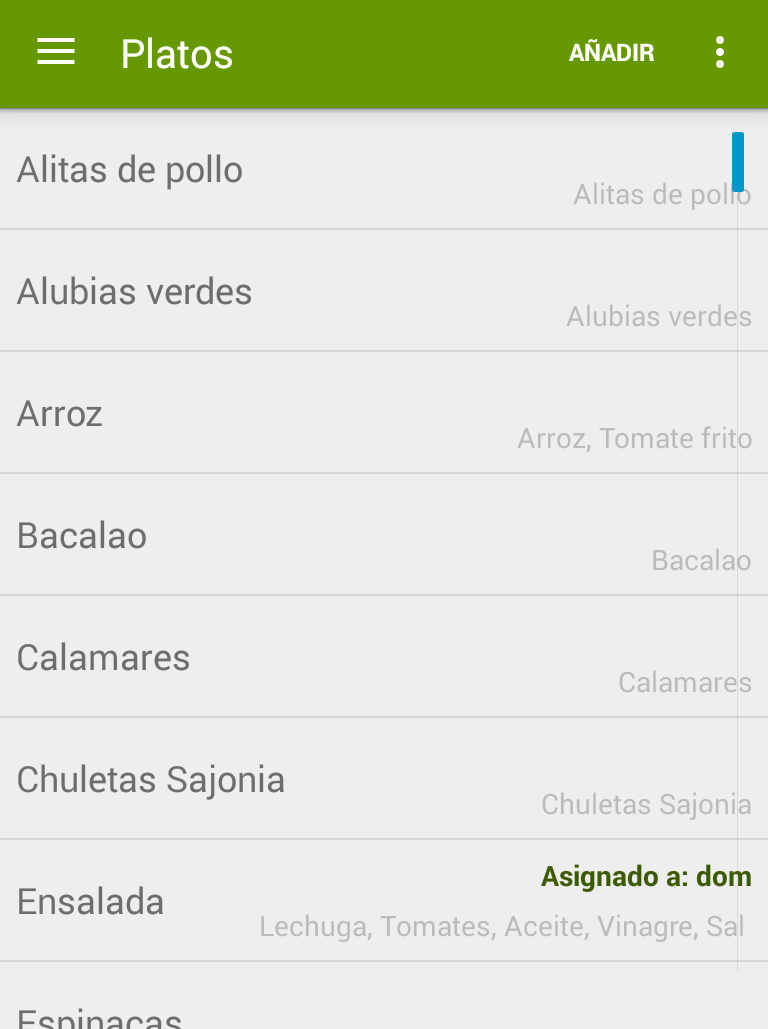 Platos
AÑADIR
Alitas de pollo
Alitas de pollo
Alubias verdes
Alubias verdes
Arroz
Arroz, Tomate frito
Bacalao
Bacalao
Calamares
Calamares
Chuletas Sajonia
Chuletas Sajonia
Asignado a: dom
Ensalada
Lechuga, Tomates, Aceite, Vinagre, Sal
Espinacas